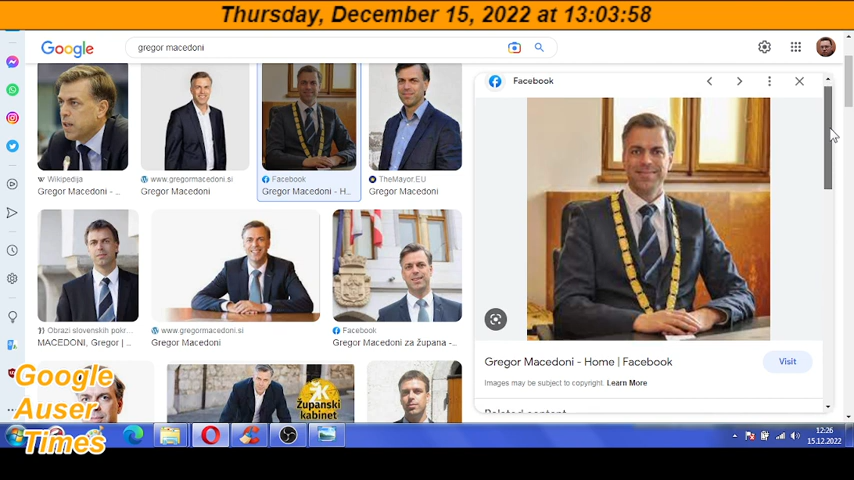 Thursday, December 15, 2022 at 13:03:58
Google
gregor macedoni
Facebook
Wikipedija
www.gregormacedoni.si
Facebook
TheMayor.EU
Gregor Macedoni - ...
Gregor Macedoni
Gregor Macedoni - H...
Gregor Macedoni
Obrazi slovenskih pokr...
www.gregormacedoni.si
Facebook
MACEDONI, Gregor | ...
Gregor Macedoni
Gregor Macedoni za župana -...
Gregor Macedoni - Home | Facebook
Visit
Images may be subject to copyright. Learn More
Related content
Županski
kabinet
Google
Auser
Times
12:26
15.12.2022